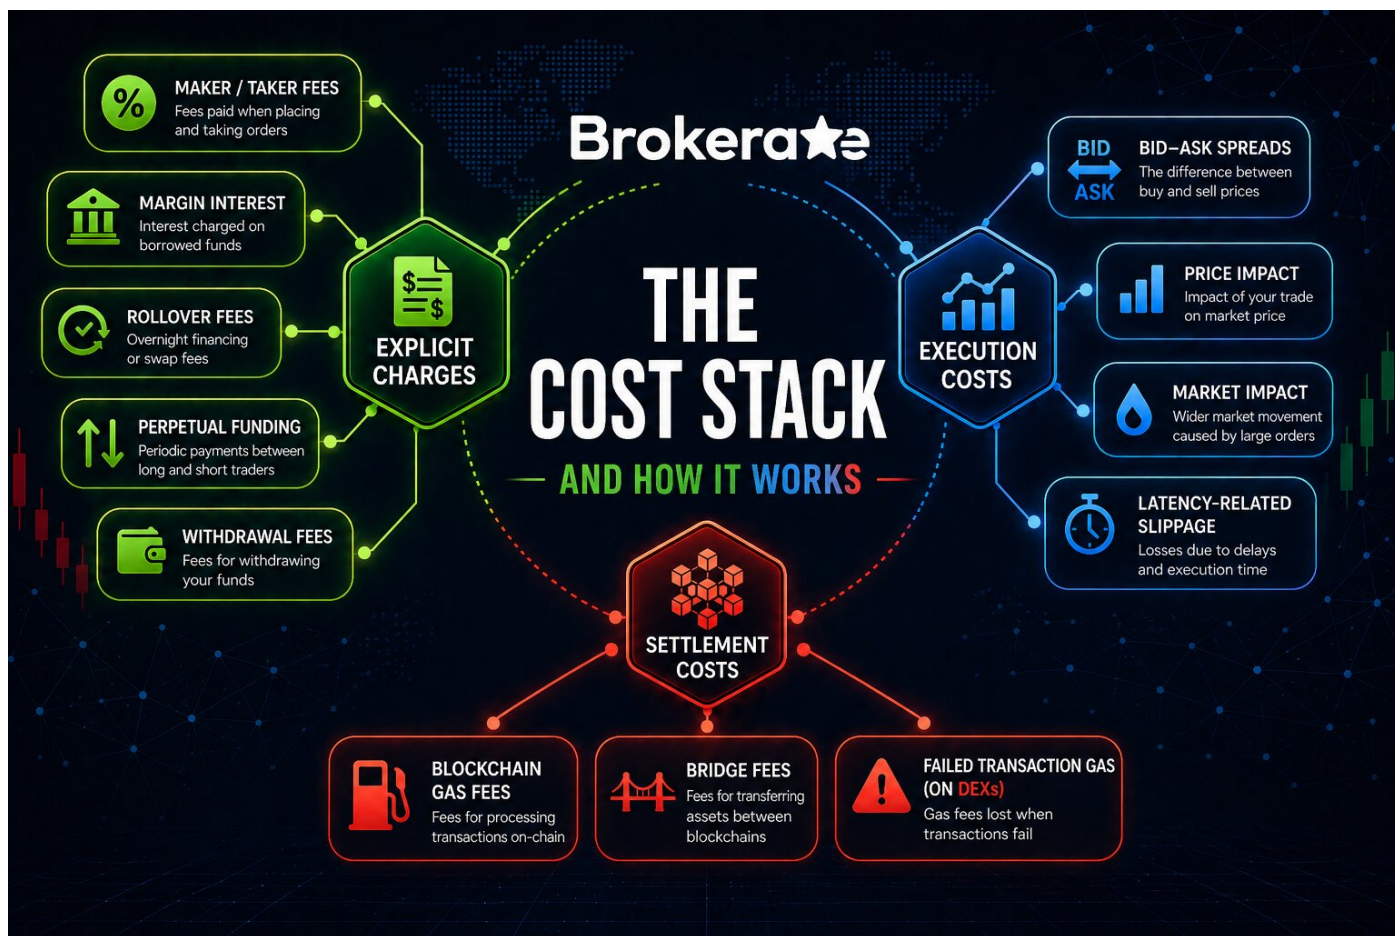 Brokera★e
THE
COST STACK
AND HOW IT WORKS
EXPLICIT
CHARGES
%
MAKER / TAKER FEES
Fees paid when placing
and taking orders
MARGIN INTEREST
Interest charged on
borrowed funds
ROLLOVER FEES
Overnight financing
or swap fees
PERPETUAL FUNDING
Periodic payments between
long and short traders
WITHDRAWAL FEES
Fees for withdrawing
your funds
$
$
EXECUTION
COSTS
BID
ASK
BID–ASK SPREADS
The difference between
buy and sell prices
PRICE IMPACT
Impact of your trade
on market price
MARKET IMPACT
Wider market movement
caused by large orders
LATENCY-RELATED
SLIPPAGE
Losses due to delays
and execution time
SETTLEMENT
COSTS
BLOCKCHAIN
GAS FEES
Fees for processing
transactions on-chain
BRIDGE FEES
Fees for transferring
assets between
blockchains
FAILED TRANSACTION GAS
(ON DEXs)
Gas fees lost when
transactions fail